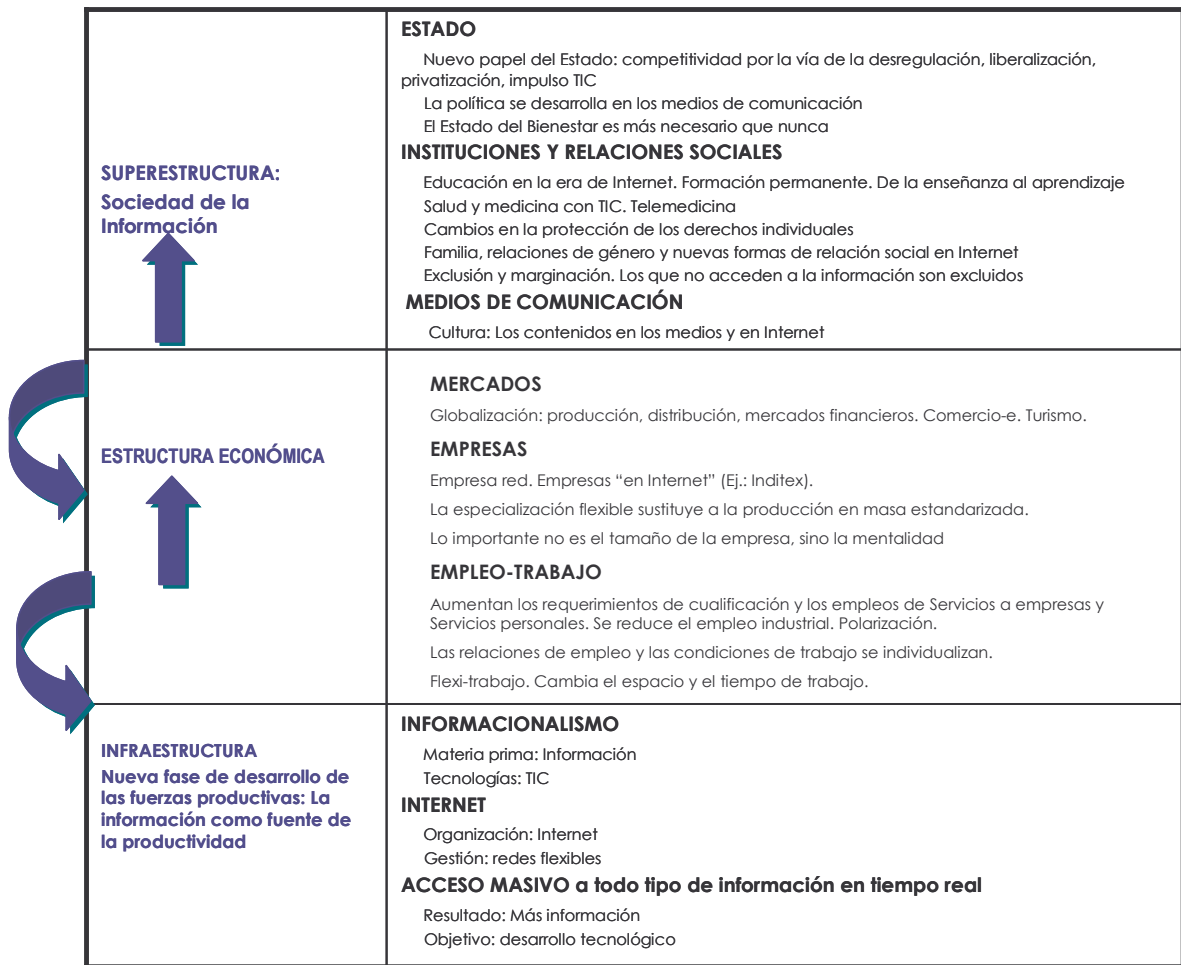 SUPERESTRUCTURA:
Sociedad de la
Información
ESTADO
Nuevo papel del Estado: competitividad por la vía de la desregulación, liberalización,
privatización, impulso TIC
La política se desarrolla en los medios de comunicación
El Estado del Bienestar es más necesario que nunca
INSTITUCIONES Y RELACIONES SOCIALES
Educación en la era de Internet. Formación permanente. De la enseñanza al aprendizaje
Salud y medicina con TIC. Telemedicina
Cambios en la protección de los derechos individuales
Familia, relaciones de género y nuevas formas de relación social en Internet
Exclusión y marginación. Los que no acceden a la información son excluidos
MEDIOS DE COMUNICACIÓN
Cultura: Los contenidos en los medios y en Internet
ESTRUCTURA ECONÓMICA
MERCADOS
Globalización: producción, distribución, mercados financieros. Comercio-e. Turismo.
EMPRESAS
Empresa red. Empresas “en Internet” (Ej.: Inditex).
La especialización flexible sustituye a la producción en masa estandarizada.
Lo importante no es el tamaño de la empresa, sino la mentalidad
EMPLEO-TRABAJO
Aumentan los requerimientos de cualificación y los empleos de Servicios a empresas y
Servicios personales. Se reduce el empleo industrial. Polarización.
Las relaciones de empleo y las condiciones de trabajo se individualizan.
Flexi-trabajo. Cambia el espacio y el tiempo de trabajo.
INFRAESTRUCTURA
Nueva fase de desarrollo de
las fuerzas productivas: La
información como fuente de
la productividad
INFORMACIONALISMO
Materia prima: Información
Tecnologías: TIC
INTERNET
Organización: Internet
Gestión: redes flexibles
ACCESO MASIVO a todo tipo de información en tiempo real
Resultado: Más información
Objetivo: desarrollo tecnológico